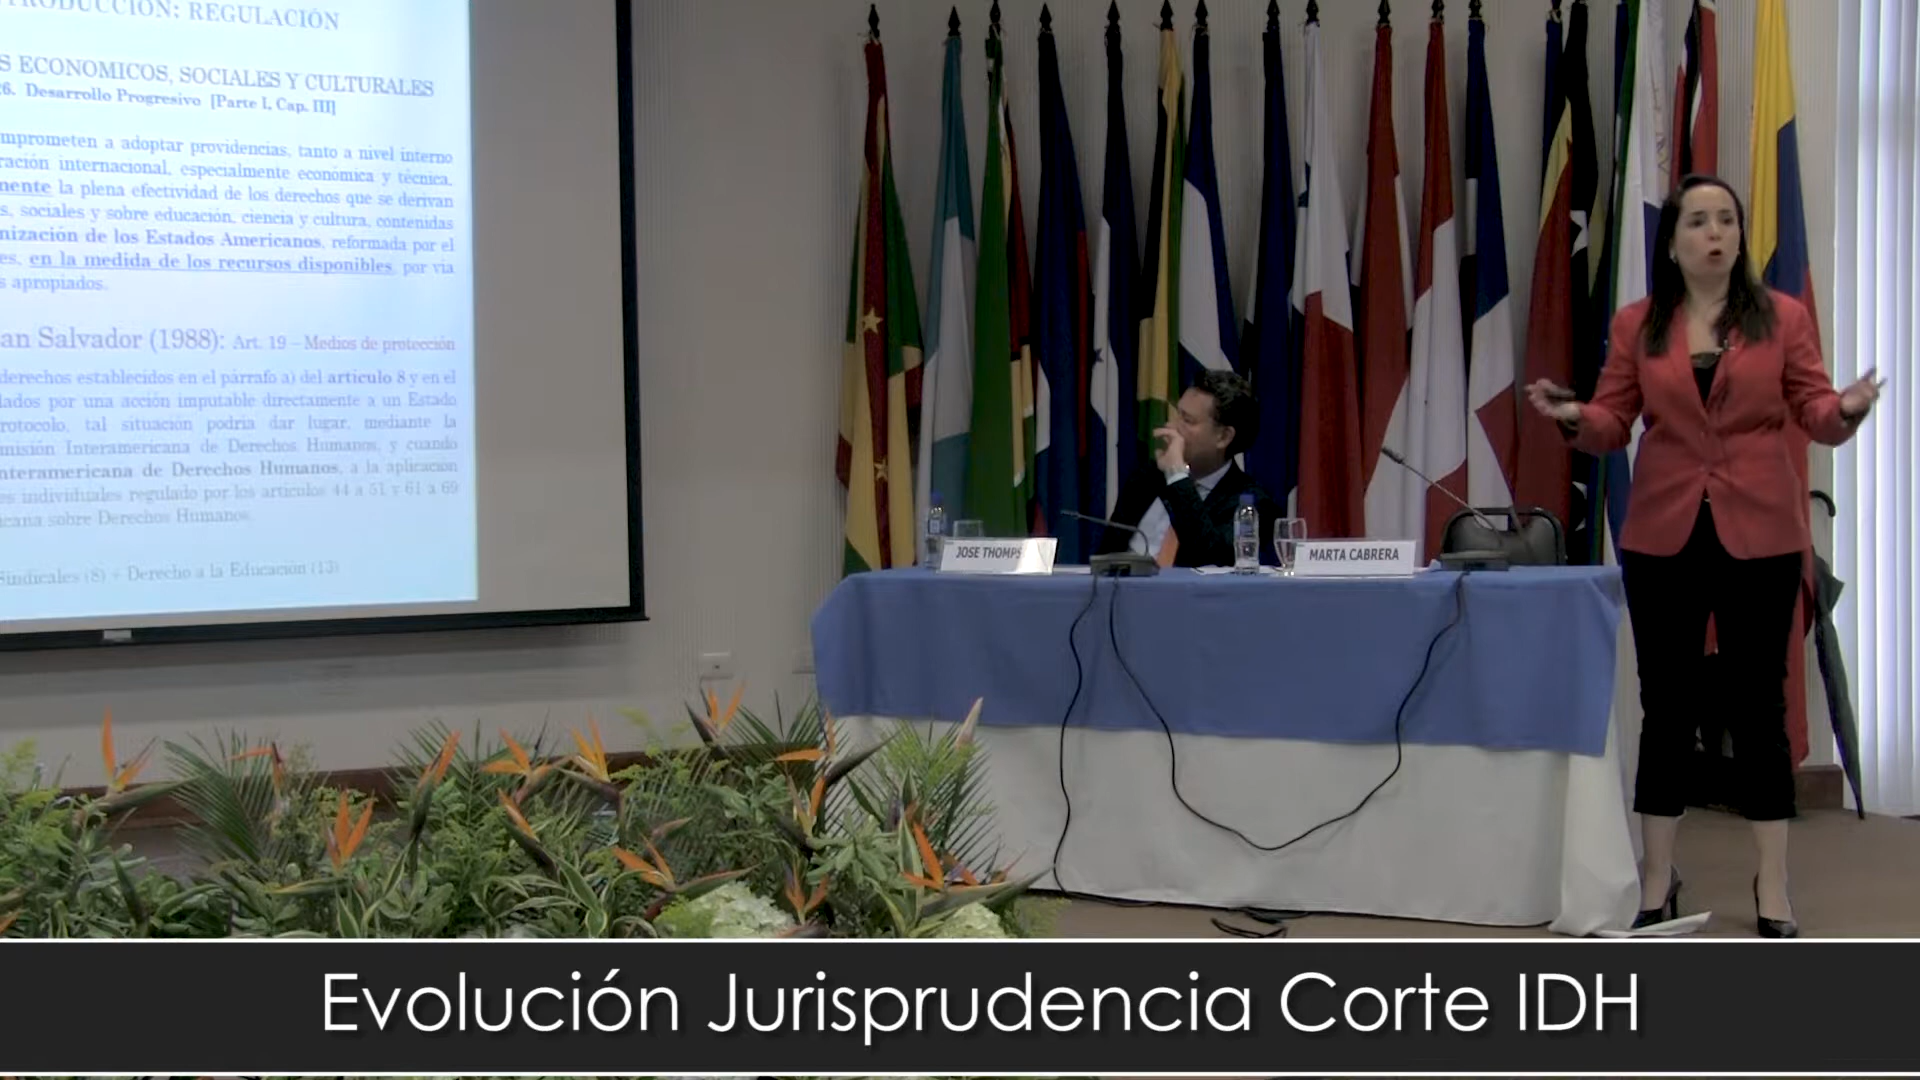 TRODUCCIÓN: REGULACIÓN
S ECONOMICOS, SOCIALES Y CULTURALES
26. Desarrollo Progresivo [Parte I, Cap. III]
mprometen a adoptar providencias, tanto a nivel interno
ración internacional, especialmente económica y técnica,
mente la plena efectividad de los derechos que se derivan
s, sociales y sobre educación, ciencia y cultura, contenidas
nización de los Estados Americanos, reformada por el
es, en la medida de los recursos disponibles, por vía
s apropiados.
an Salvador (1988): Art. 19 – Medios de protección
derechos establecidos en el párrafo a) del artículo 8 y en el
lados por una acción imputable directamente a un Estado
rotocolo, tal situación podría dar lugar, mediante la
misión Interamericana de Derechos Humanos, y cuando
nteramericana de Derechos Humanos, a la aplicación
es individuales regulado por los artículos 44 a 51 y 61 a 69
icana sobre Derechos Humanos.
Sindicales (8) + Derecho a la Educación (13)
JOSE THOMPS
MARTA CABRERA
Evolución Jurisprudencia Corte IDH